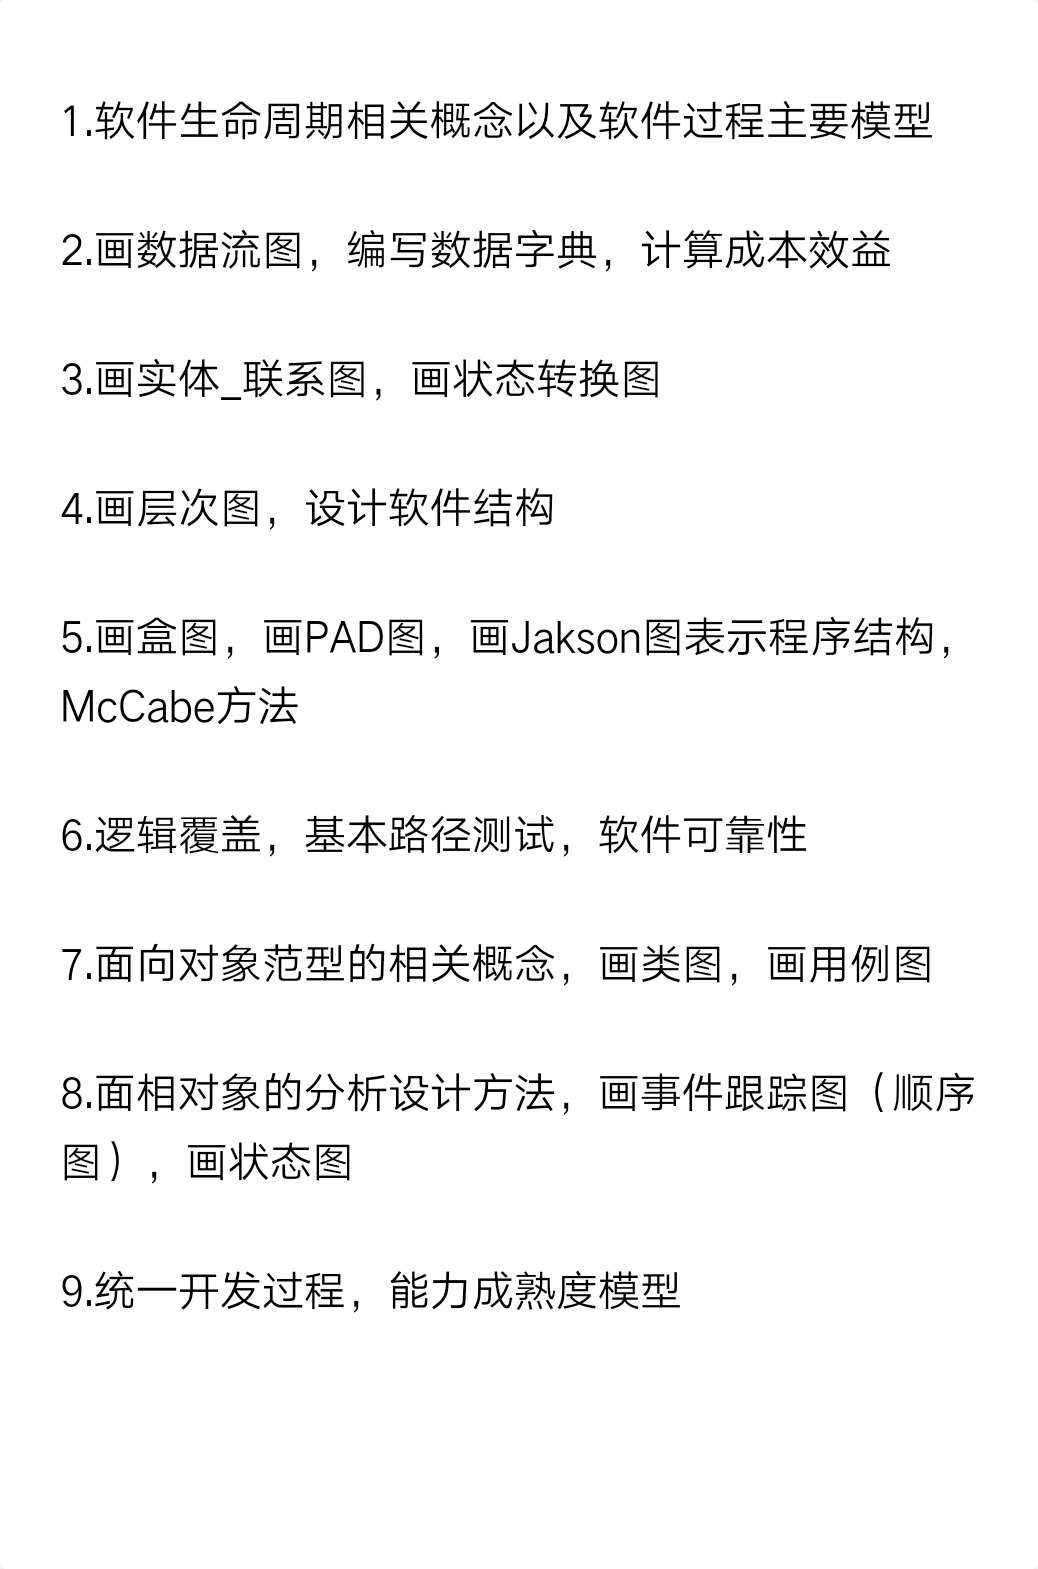 1.软件生命周期相关概念以及软件过程主要模型
2.画数据流图，编写数据字典，计算成本效益
3.画实体_联系图，画状态转换图
4.画层次图，设计软件结构
5.画盒图，画PAD图，画Jakson图表示程序结构，
McCabe方法
6.逻辑覆盖，基本路径测试，软件可靠性
7.面向对象范型的相关概念，画类图，画用例图
8.面相对象的分析设计方法，画事件跟踪图（顺序
图），画状态图
9.统一开发过程，能力成熟度模型